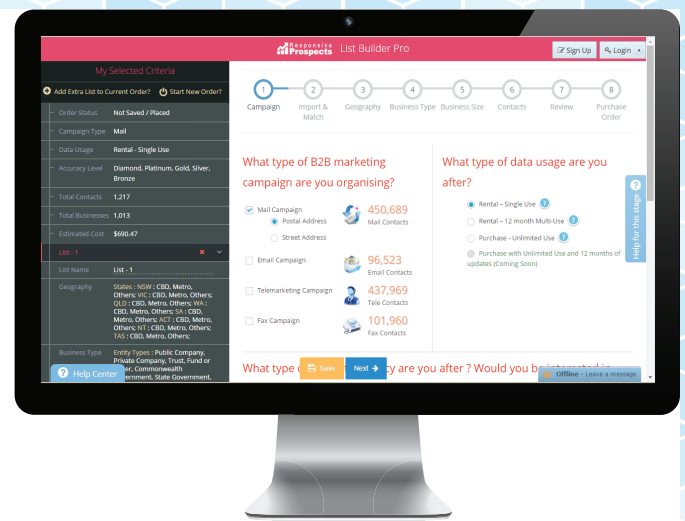 Responsive
Prospects List Builder Pro
Sign Up
Login
My Selected Criteria
Add Extra List to Current Order? Start New Order?
Order Status Not Saved / Placed
Campaign Type Mail
Data Usage Rental - Single Use
Accuracy Level Diamond, Platinum, Gold, Silver,
Bronze
Total Contacts 1,217
Total Businesses 1,013
Estimated Cost $690.47
List - 1
List Name List - 1
Geography States : NSW : CBD, Metro,
Others; VIC : CBD, Metro, Others;
QLD : CBD, Metro, Others; WA :
CBD, Metro, Others; SA : CBD,
Metro, Others; ACT : CBD, Metro,
Others; NT : CBD, Metro, Others;
TAS : CBD, Metro, Others;
Business Type Entity Types : Public Company,
Private Company, Trust, Fund or
Commonwealth
State Government,
Help Center
1 2 3 4 5 6 7 8
Campaign Import & Match Geography Business Type Business Size Contacts Review Purchase Order
What type of B2B marketing
campaign are you organising?
Mail Campaign
Postal Address
Street Address
450,689
Mail Contacts
Email Campaign
96,523
Email Contacts
Telemarketing Campaign
437,969
Tele Contacts
Fax Campaign
101,960
Fax Contacts
What type of data usage are you
after?
Rental – Single Use ?
Rental – 12 month Multi-Use ?
Purchase - Unlimited Use ?
Purchase with Unlimited Use and 12 months of
updates (Coming Soon)
Help for this stage ?
What type
Save
Next
are you after ? Would you
Offline - Leave a message